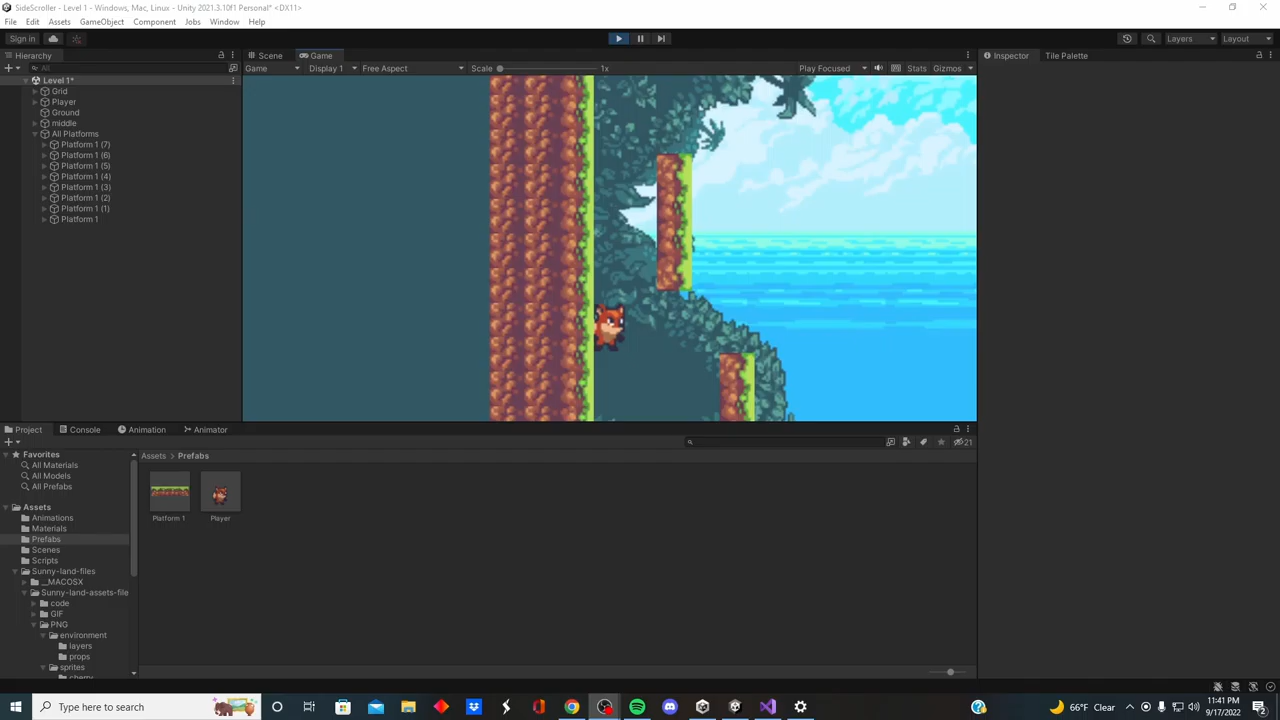 SideScroller - Level 1 - Windows, Mac, Linux - Unity 2021.3.10f1 Personal* <DX11>
File Edit Assets GameObject Component Jobs Window Help
Sign in Layers Layout
Hierarchy Scene Game Inspector Tile Palette
All Game Display 1 Free Aspect Scale 1x Play Focused Stats Gizmos
Level 1*
Grid
Player
Ground
middle
All Platforms
Platform 1 (7)
Platform 1 (6)
Platform 1 (5)
Platform 1 (4)
Platform 1 (3)
Platform 1 (2)
Platform 1 (1)
Platform 1
Project Console Animation Animator
21
Favorites
All Materials
All Models
All Prefabs
Assets
Animations
Materials
Prefabs
Scenes
Scripts
Sunny-land-files
__MACOSX
Sunny-land-assets-file
code
GIF
PNG
environment
layers
props
sprites
cherry
Assets > Prefabs
Platform 1 Player
Type here to search
66°F Clear
11:41 PM
9/17/2022